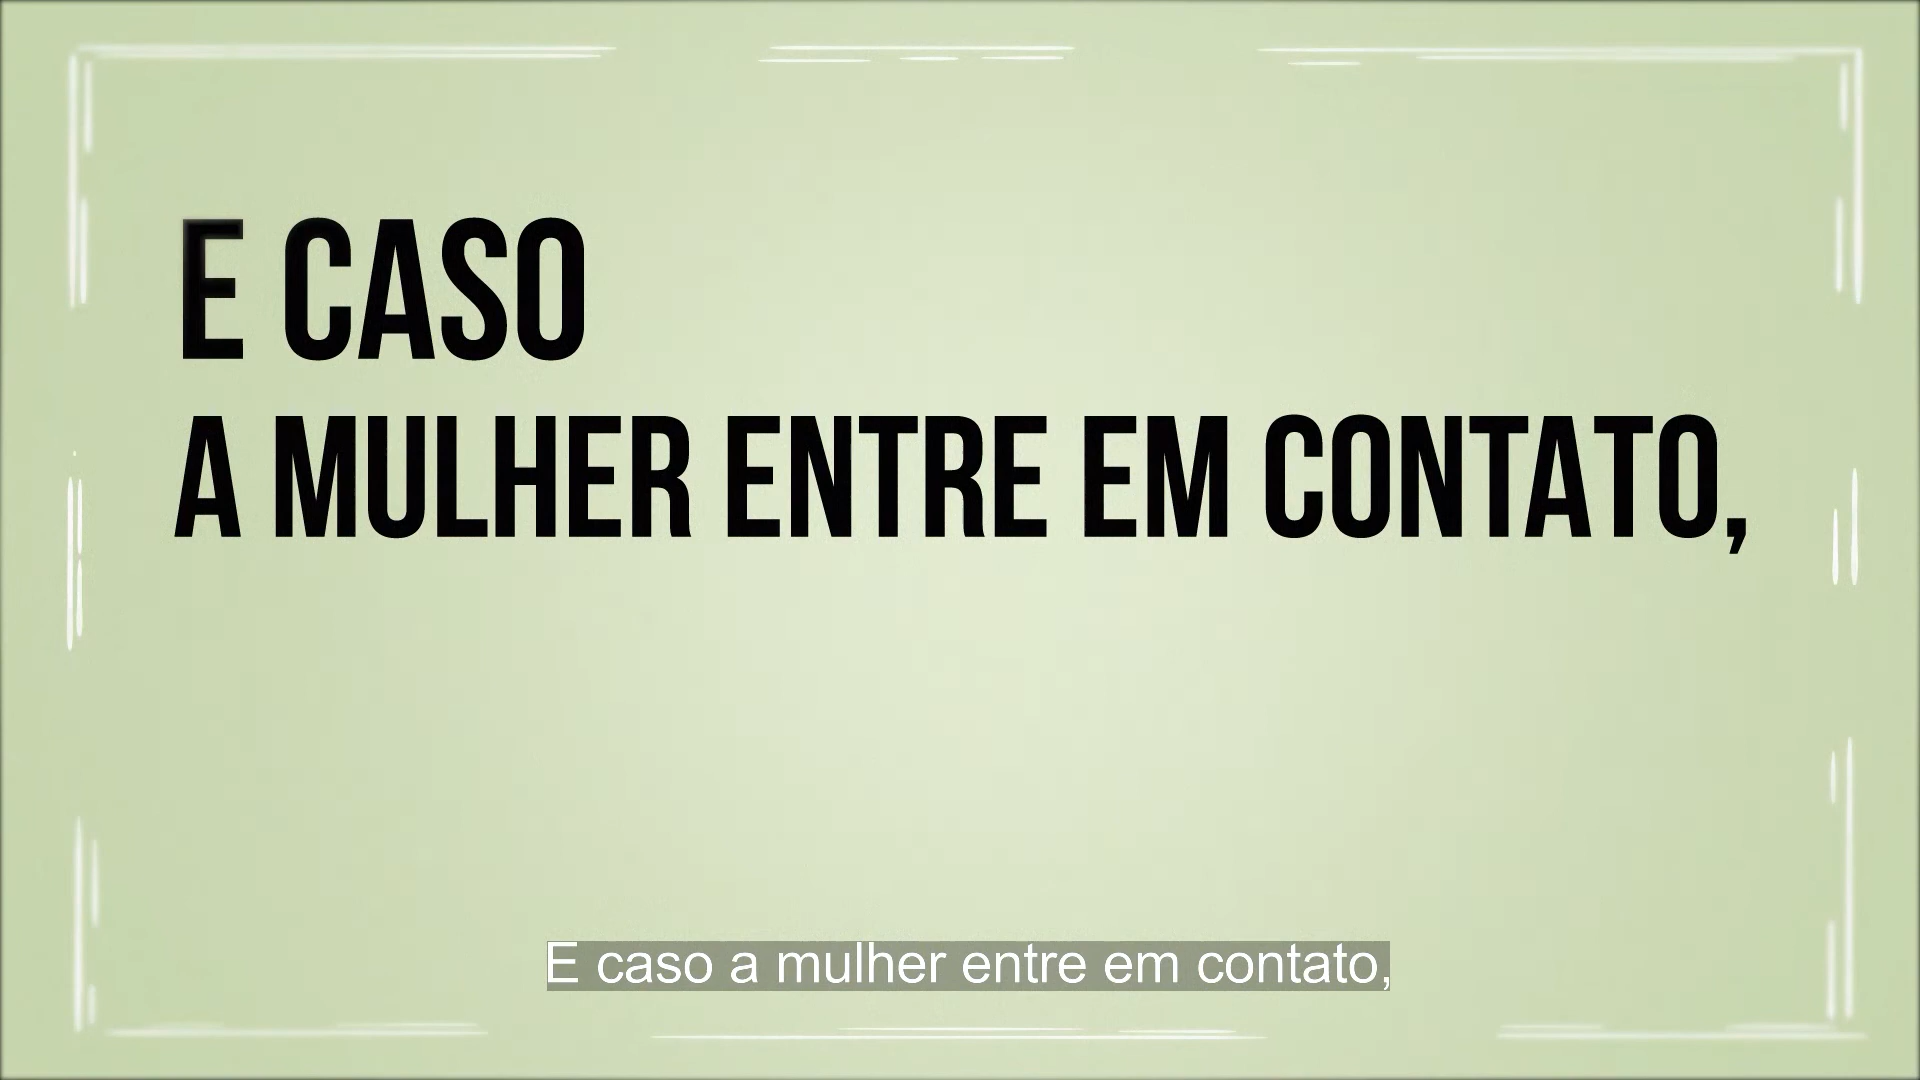 E CASO
A MULHER ENTRE EM CONTATO,
E caso a mulher entre em contato,